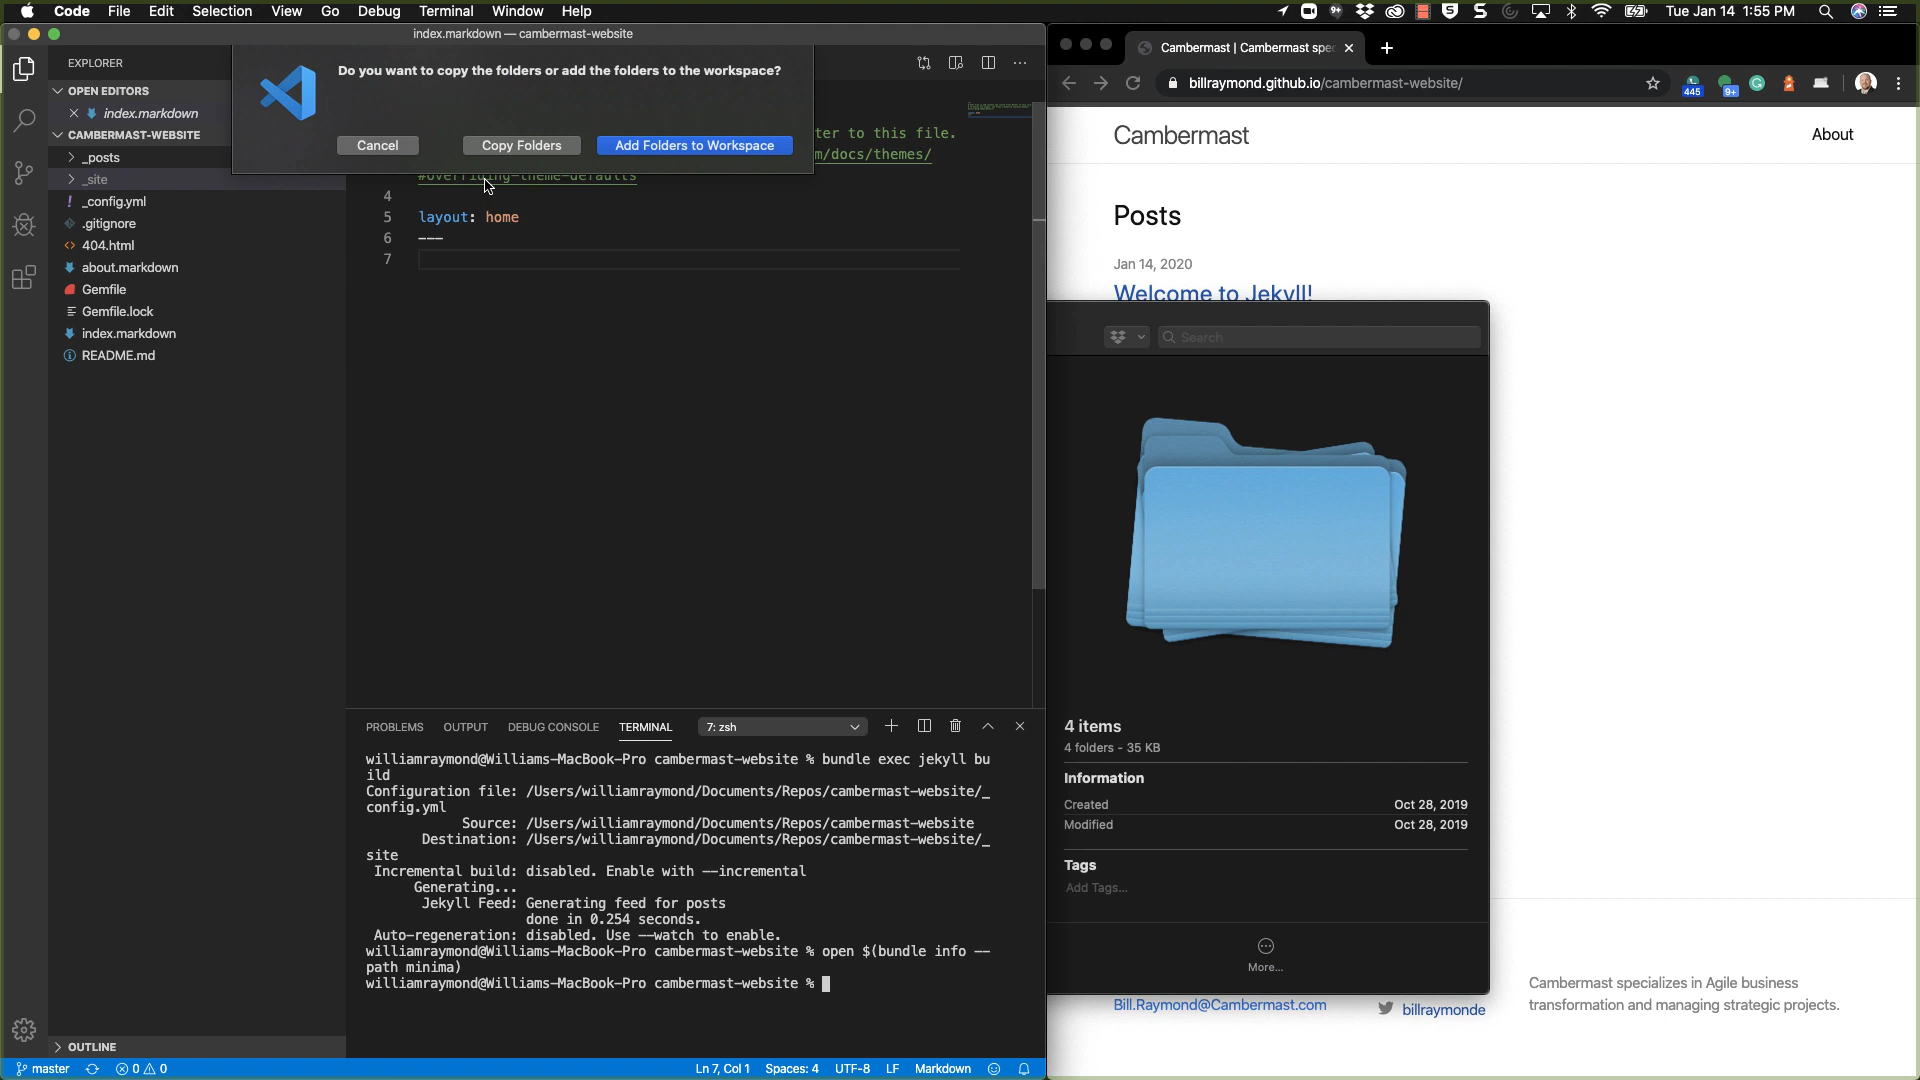 Code File Edit Selection View Go Debug Terminal Window Help
9+
Tue Jan 14 1:55 PM
index.markdown — cambermast-website
EXPLORER
OPEN EDITORS
index.markdown
CAMBERMAST-WEBSITE
_posts
_site
_config.yml
.gitignore
404.html
about.markdown
Gemfile
Gemfile.lock
index.markdown
README.md
OUTLINE
Do you want to copy the folders or add the folders to the workspace?
Cancel
Copy Folders
Add Folders to Workspace
ter to this file.
m/docs/themes/
#overriding-theme-defaults
4
5 layout: home
6 ---
7
PROBLEMS OUTPUT DEBUG CONSOLE TERMINAL 7: zsh
williamraymond@Williams-MacBook-Pro cambermast-website % bundle exec jekyll bu
ild
Configuration file: /Users/williamraymond/Documents/Repos/cambermast-website/_
config.yml
Source: /Users/williamraymond/Documents/Repos/cambermast-website
Destination: /Users/williamraymond/Documents/Repos/cambermast-website/_
site
Incremental build: disabled. Enable with --incremental
Generating...
Jekyll Feed: Generating feed for posts
done in 0.254 seconds.
Auto-regeneration: disabled. Use --watch to enable.
williamraymond@Williams-MacBook-Pro cambermast-website % open $(bundle info --
path minima)
williamraymond@Williams-MacBook-Pro cambermast-website %
master
0 0
Ln 7, Col 1 Spaces: 4 UTF-8 LF Markdown
Cambermast | Cambermast spe
billraymond.github.io/cambermast-website/
445
9+
Cambermast
About
Posts
Jan 14, 2020
Welcome to Jekyll!
Search
4 items
4 folders - 35 KB
Information
Created Oct 28, 2019
Modified Oct 28, 2019
Tags
Add Tags...
More...
Bill.Raymond@Cambermast.com
billraymonde
Cambermast specializes in Agile business
transformation and managing strategic projects.